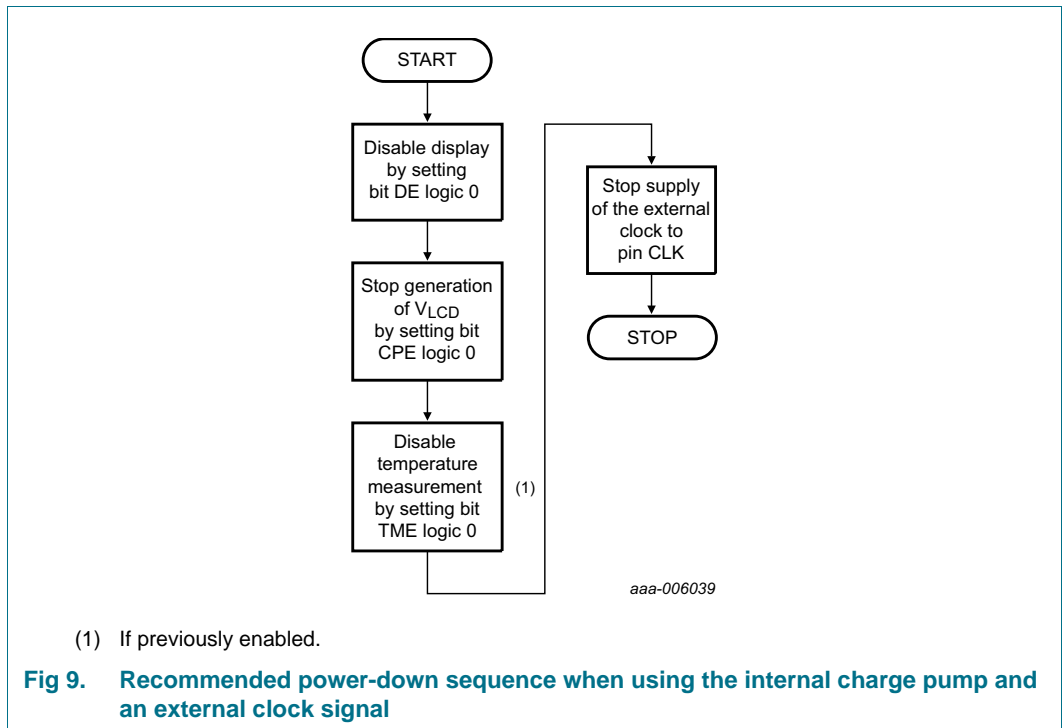 START
Disable display
by setting
bit DE logic 0
Stop generation
of VLCD
by setting bit
CPE logic 0
Disable
temperature
measurement
by setting bit
TME logic 0
(1)
Stop supply
of the external
clock to
pin CLK
STOP
aaa-006039
(1) If previously enabled.
Fig 9. Recommended power-down sequence when using the internal charge pump and
an external clock signal